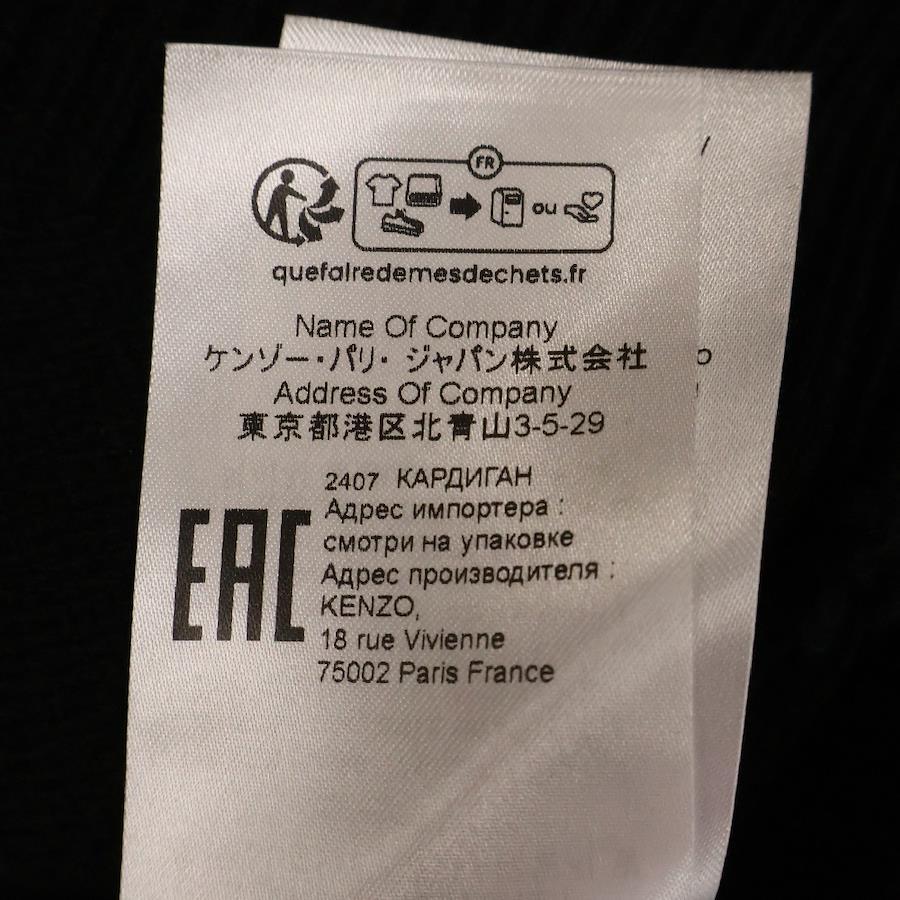 FR
ou
quefairedemesdechets.fr
Name Of Company
ケンゾー・パリ・ジャパン株式会社
Address Of Company
東京都港区北青山3-5-29
2407 КАРДИГАН
Адрес импортера :
смотри на упаковке
Адрес производителя :
KENZO,
18 rue Vivienne
75002 Paris France
EAC